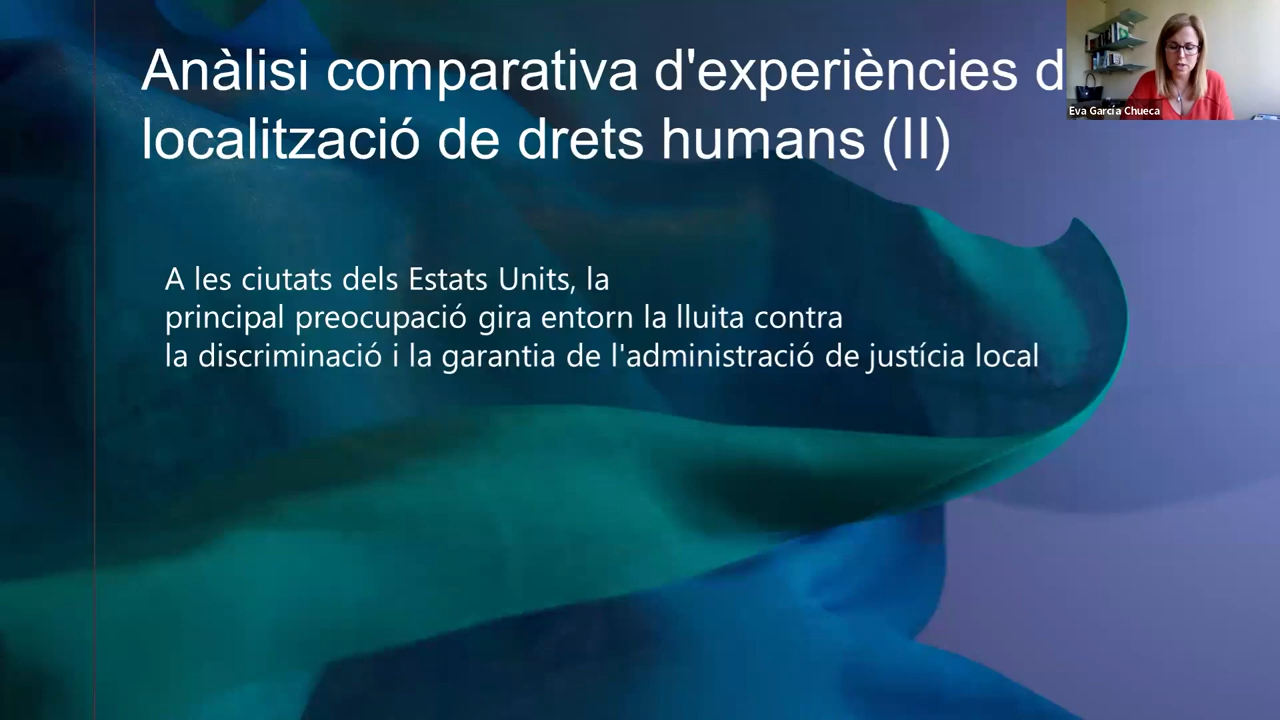 Anàlisi comparativa d'experiències d
localització de drets humans (II)
Eva García Chueca
A les ciutats dels Estats Units, la
principal preocupació gira entorn la lluita contra
la discriminació i la garantia de l'administració de justícia local